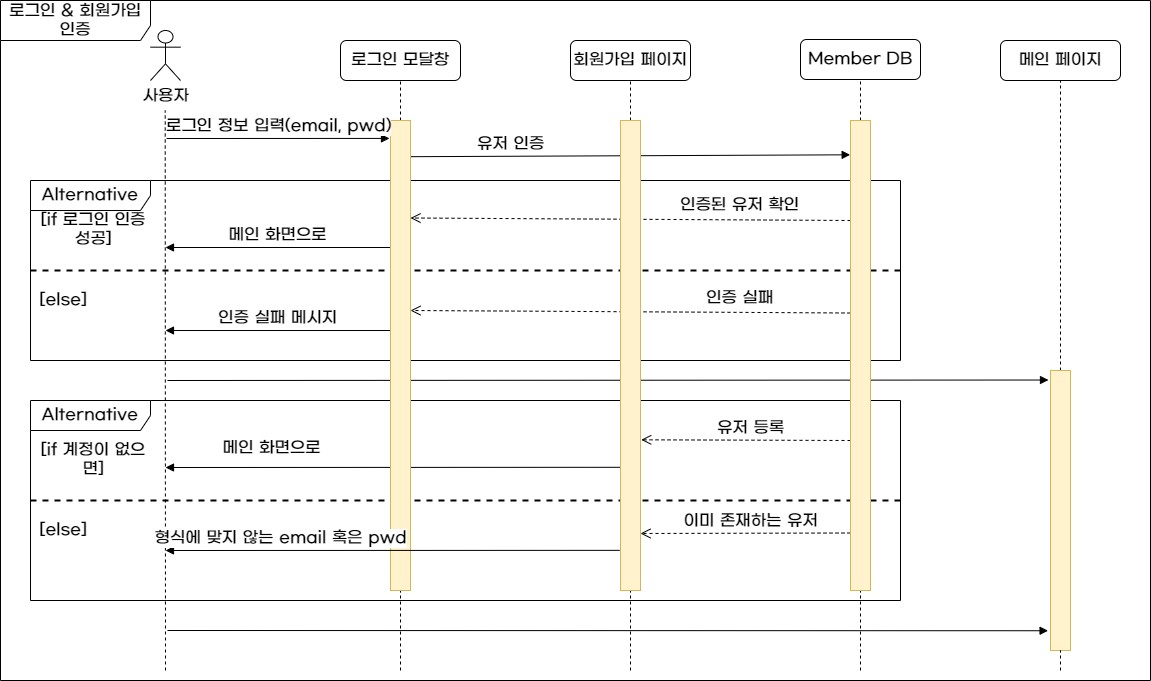 로그인 & 회원가입
인증
사용자
로그인 모달창
회원가입 페이지
Member DB
메인 페이지
로그인 정보 입력(email, pwd)
유저 인증
Alternative
[if 로그인 인증
성공]
인증된 유저 확인
메인 화면으로
[else]
인증 실패
인증 실패 메시지
Alternative
[if 계정이 없으
면]
유저 등록
메인 화면으로
[else]
이미 존재하는 유저
형식에 맞지 않는 email 혹은 pwd